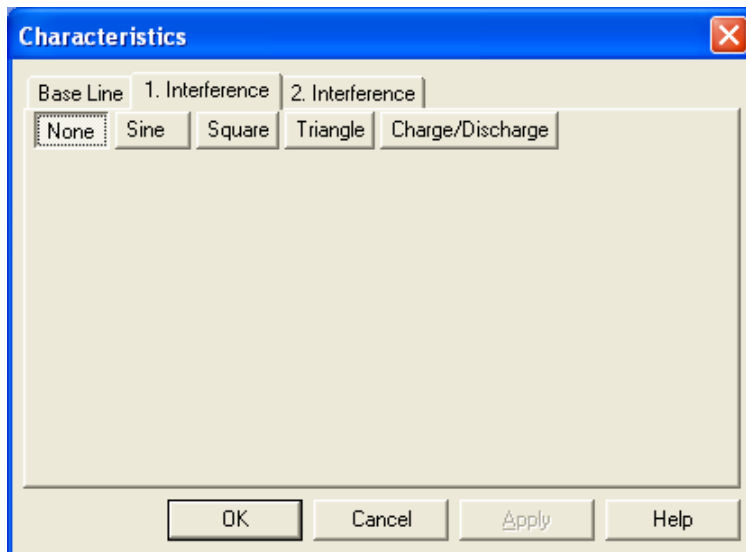 Characteristics
Base Line 1. Interference 2. Interference
None Sine Square Triangle Charge/Discharge
OK Cancel Apply Help